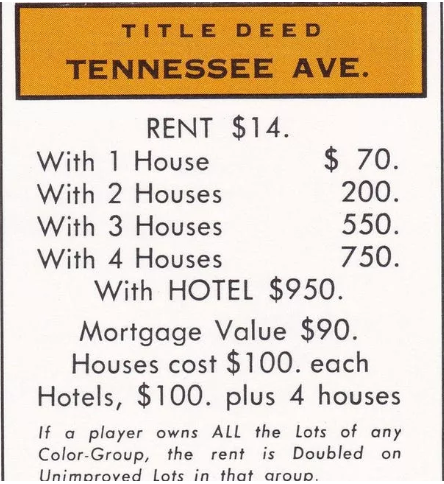 TITLE DEED
TENNESSEE AVE.
RENT $14.
With 1 House $ 70.
With 2 Houses 200.
With 3 Houses 550.
With 4 Houses 750.
With HOTEL $950.
Mortgage Value $90.
Houses cost $100. each
Hotels, $100. plus 4 houses
If a player owns ALL the Lots of any
Color-Group, the rent is Doubled on
Unimproved Lots in that group.